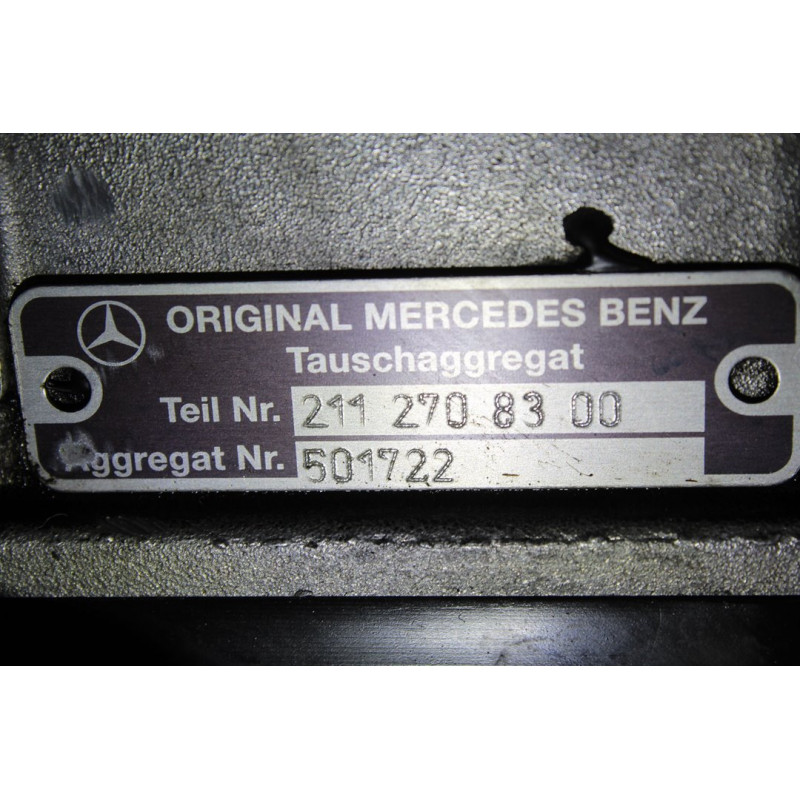 ORIGINAL MERCEDES BENZ
Tauschaggregat
Teil Nr. 211 270 83 00
Aggregat Nr. 501722